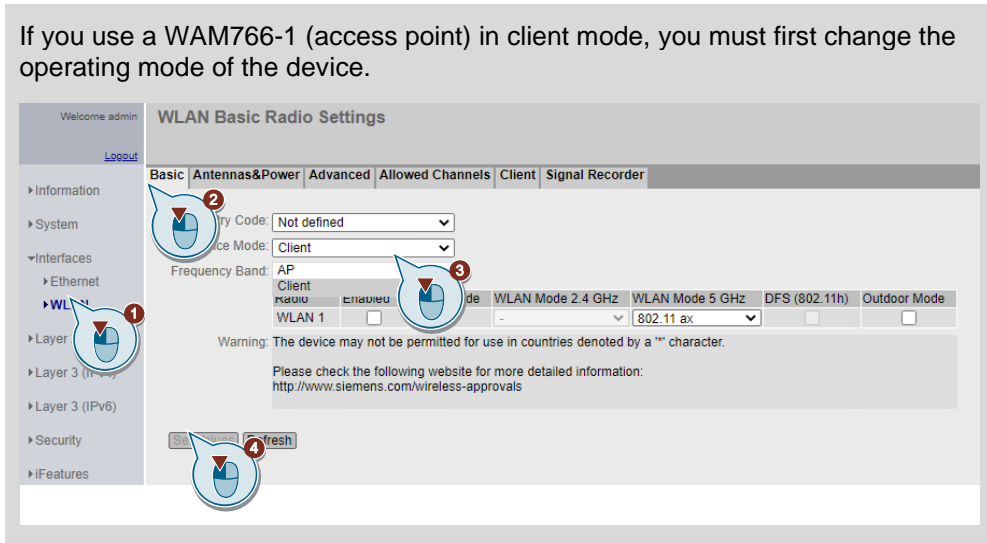 If you use a WAM766-1 (access point) in client mode, you must first change the
operating mode of the device.
Welcome admin
WLAN Basic Radio Settings
Logout
Basic Antennas&Power Advanced Allowed Channels Client Signal Recorder
▸Information
2
Code: Not defined
▸System
Mode: Client
▾Interfaces
Frequency Band: AP
3
▸Ethernet
Client
▸WL
Radio Enabled WLAN Mode 2.4 GHz WLAN Mode 5 GHz DFS (802.11h) Outdoor Mode
1
WLAN 1 - 802.11 ax
▸Layer
Warning: The device may not be permitted for use in countries denoted by a '*' character.
▸Layer 3
Please check the following website for more detailed information:
http://www.siemens.com/wireless-approvals
▸Layer 3 (IPv6)
▸Security
4
▸iFeatures